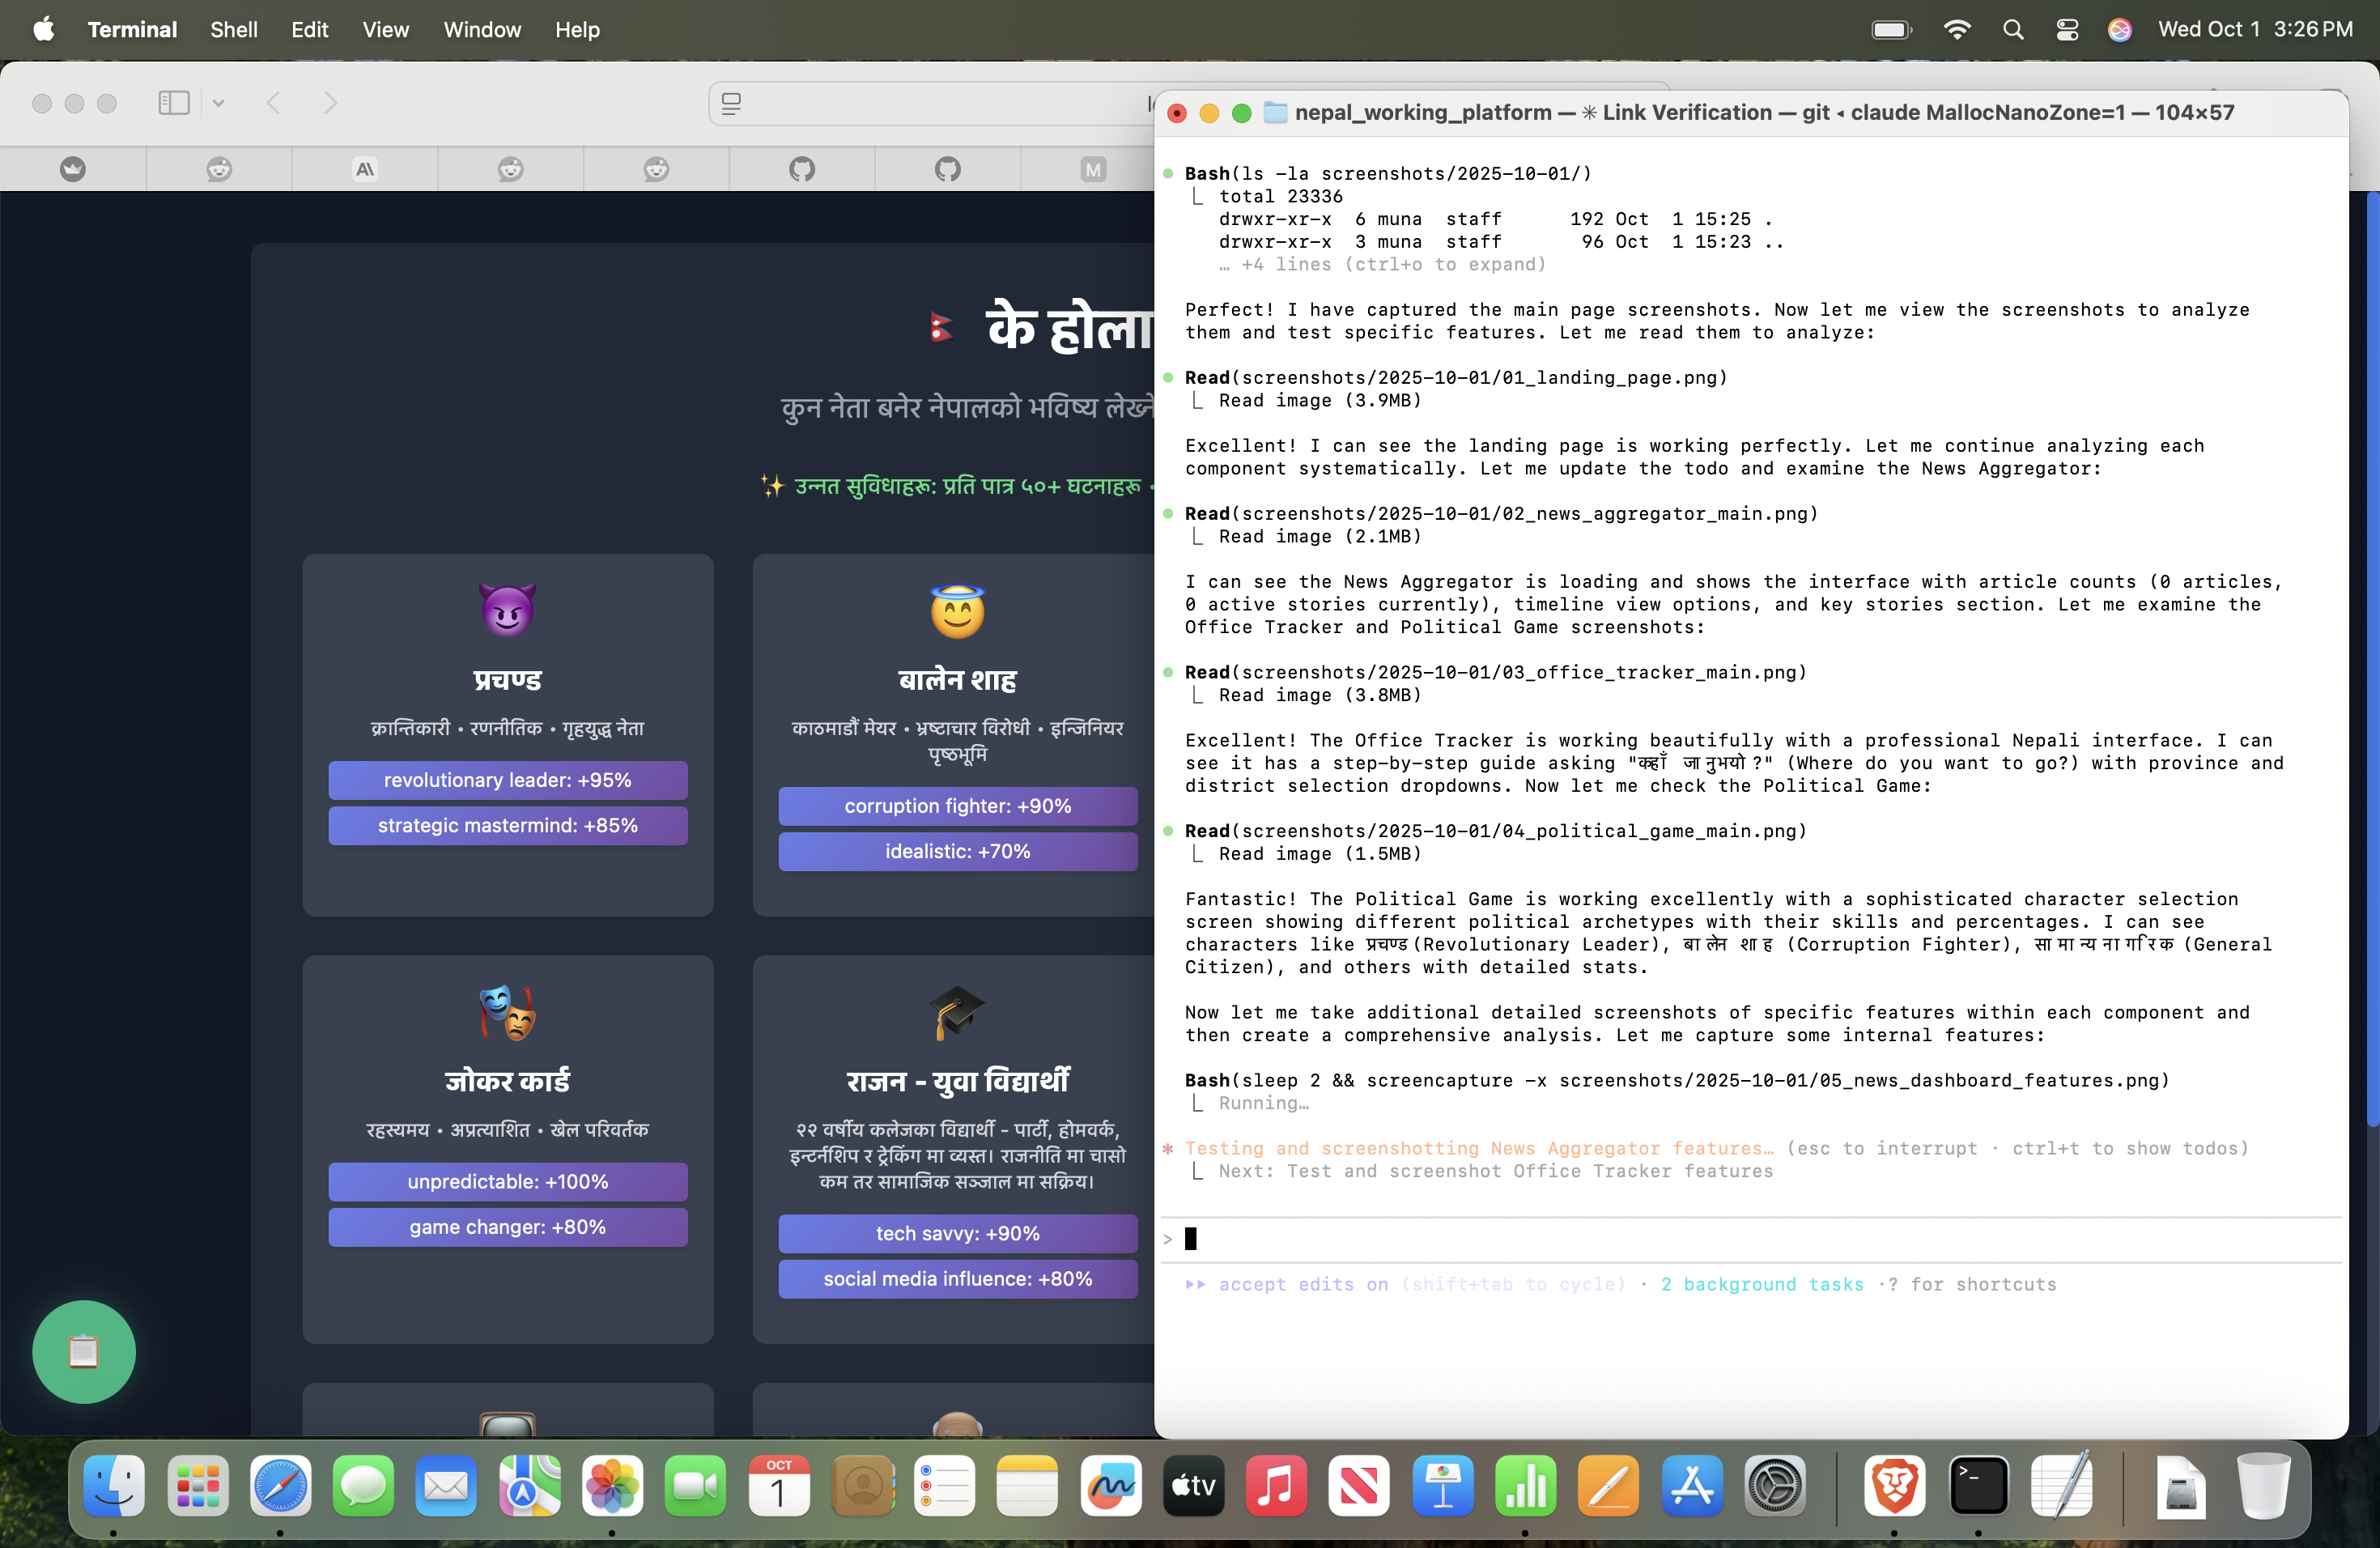 Terminal Shell Edit View Window Help
Wed Oct 1 3:26 PM
nepal_working_platform — ✳ Link Verification — git ◂ claude MallocNanoZone=1 — 104×57
M
🇳🇵 के होला
कुन नेता बनेर नेपालको भविष्य लेख्ने
✨ उन्नत सुविधाहरू: प्रति पात्र ५०+ घटनाहरू •
प्रचण्ड
क्रान्तिकारी • रणनीतिक • गृहयुद्ध नेता
revolutionary leader: +95%
strategic mastermind: +85%
बालेन शाह
काठमाडौं मेयर • भ्रष्टाचार विरोधी • इन्जिनियर
पृष्ठभूमि
corruption fighter: +90%
idealistic: +70%
जोकर कार्ड
रहस्यमय • अप्रत्याशित • खेल परिवर्तक
unpredictable: +100%
game changer: +80%
राजन - युवा विद्यार्थी
२२ वर्षीय कलेजका विद्यार्थी - पार्टी, होमवर्क,
इन्टर्नशिप र ट्रेकिंग मा व्यस्त। राजनीति मा चासो
कम तर सामाजिक सञ्जाल मा सक्रिय।
tech savvy: +90%
social media influence: +80%
Bash(ls -la screenshots/2025-10-01/)
⎿ total 23336
drwxr-xr-x 6 muna staff 192 Oct 1 15:25 .
drwxr-xr-x 3 muna staff 96 Oct 1 15:23 ..
… +4 lines (ctrl+o to expand)
Perfect! I have captured the main page screenshots. Now let me view the screenshots to analyze
them and test specific features. Let me read them to analyze:
Read(screenshots/2025-10-01/01_landing_page.png)
⎿ Read image (3.9MB)
Excellent! I can see the landing page is working perfectly. Let me continue analyzing each
component systematically. Let me update the todo and examine the News Aggregator:
Read(screenshots/2025-10-01/02_news_aggregator_main.png)
⎿ Read image (2.1MB)
I can see the News Aggregator is loading and shows the interface with article counts (0 articles,
0 active stories currently), timeline view options, and key stories section. Let me examine the
Office Tracker and Political Game screenshots:
Read(screenshots/2025-10-01/03_office_tracker_main.png)
⎿ Read image (3.8MB)
Excellent! The Office Tracker is working beautifully with a professional Nepali interface. I can
see it has a step-by-step guide asking "कहाँ जानुभयो?" (Where do you want to go?) with province and
district selection dropdowns. Now let me check the Political Game:
Read(screenshots/2025-10-01/04_political_game_main.png)
⎿ Read image (1.5MB)
Fantastic! The Political Game is working excellently with a sophisticated character selection
screen showing different political archetypes with their skills and percentages. I can see
characters like प्रचण्ड (Revolutionary Leader), बालेन शाह (Corruption Fighter), सामान्य नागरिक (General
Citizen), and others with detailed stats.
Now let me take additional detailed screenshots of specific features within each component and
then create a comprehensive analysis. Let me capture some internal features:
Bash(sleep 2 && screencapture -x screenshots/2025-10-01/05_news_dashboard_features.png)
⎿ Running…
✻ Testing and screenshotting News Aggregator features… (esc to interrupt · ctrl+t to show todos)
⎿ Next: Test and screenshot Office Tracker features
>
▸▸ accept edits on (shift+tab to cycle) · 2 background tasks · ? for shortcuts
OCT
1
tv
>_